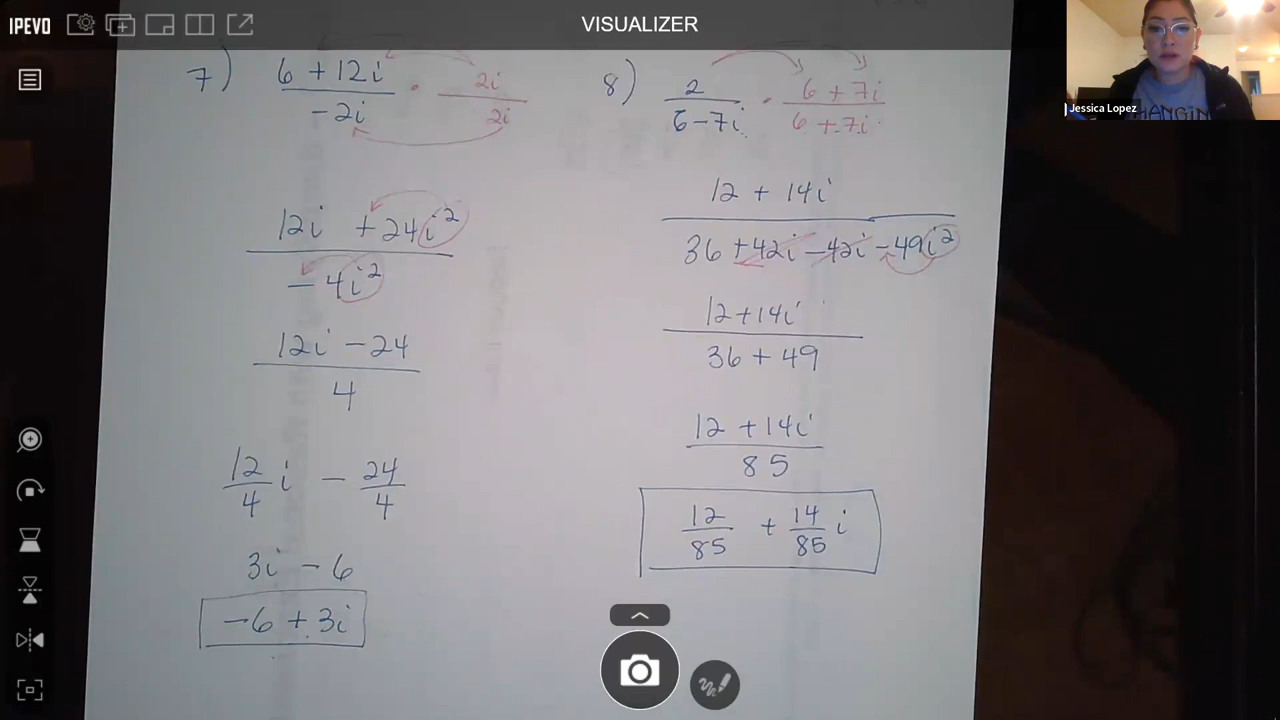 IPEVO
VISUALIZER
Jessica Lopez
HANGIN
7) 6 + 12i / -2i · 2i / 2i
12i + 24i² / - 4i²
12i - 24 / 4
12/4 i - 24/4
3i - 6
-6 + 3i
8) 2 / 6-7i · 6 + 7i / 6 + 7i
12 + 14i / 36 + 42i - 42i - 49i²
12 + 14i / 36 + 49
12 + 14i / 85
12/85 + 14/85 i